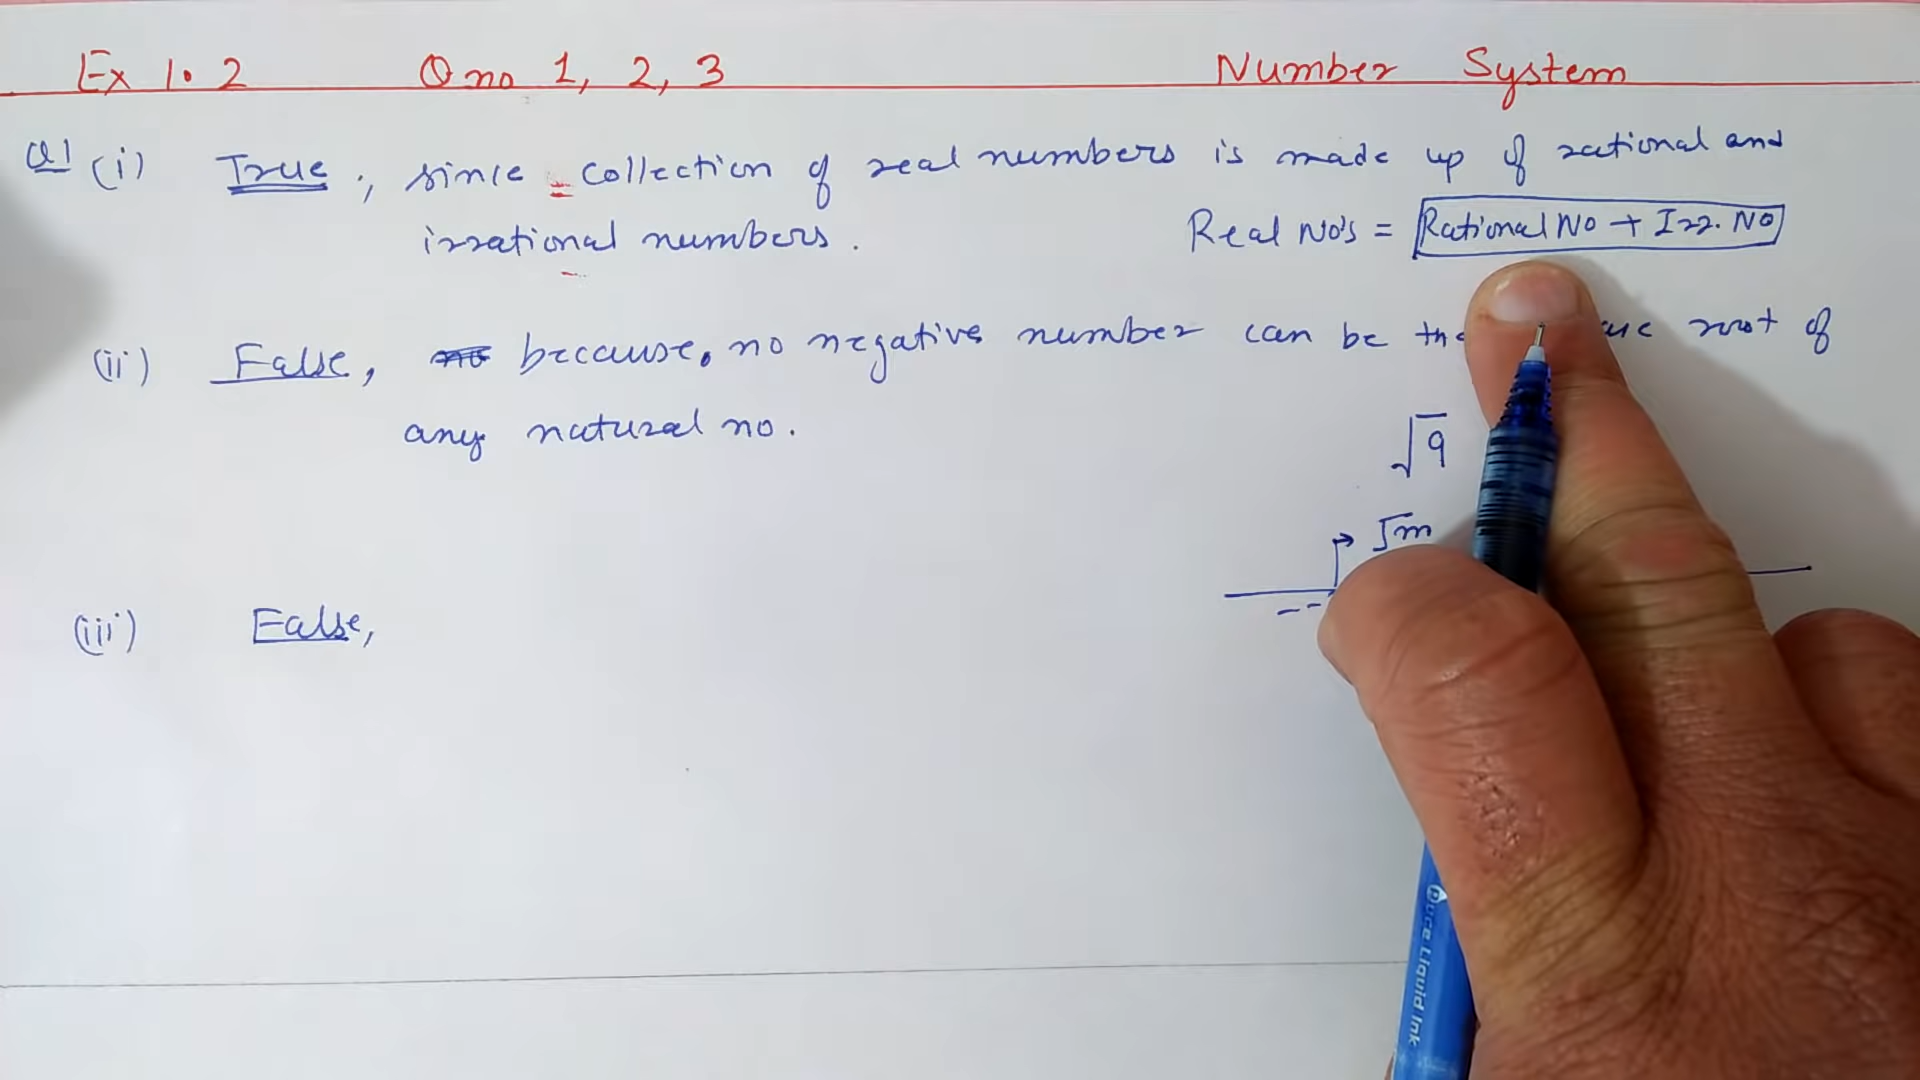 Ex 1.2 Q no 1, 2, 3 Number System
Q1 (i) True, since collection of real numbers is made up of rational and
irrational numbers. Real No's = Rational No + Irr. No
(ii) False, because, no negative number can be the root of
any natural no.
√9
√m
(iii) False,
Liquid Ink